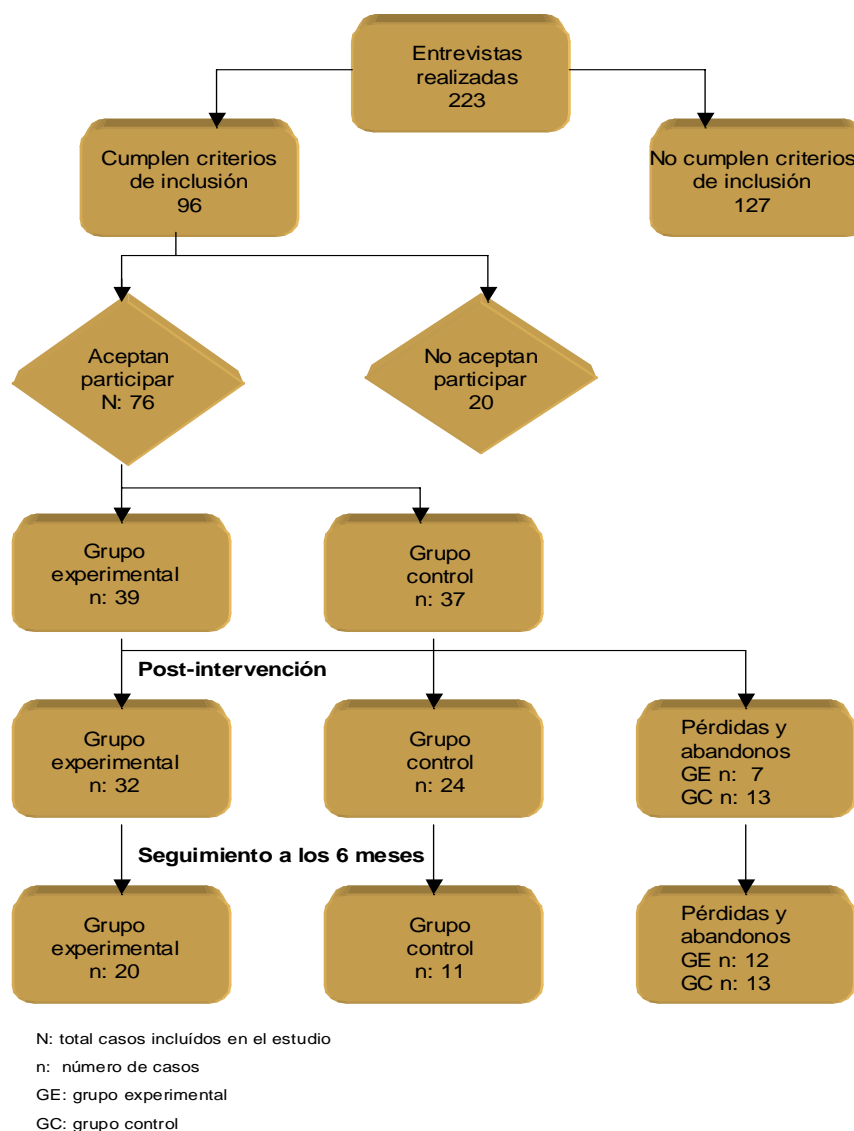 Entrevistas
realizadas
223
Cumplen criterios
de inclusión
96
No cumplen criterios
de inclusión
127
Aceptan
participar
N: 76
No aceptan
participar
20
Grupo
experimental
n: 39
Grupo
control
n: 37
Post-intervención
Grupo
experimental
n: 32
Grupo
control
n: 24
Pérdidas y
abandonos
GE n: 7
GC n: 13
Seguimiento a los 6 meses
Grupo
experimental
n: 20
Grupo
control
n: 11
Pérdidas y
abandonos
GE n: 12
GC n: 13
N: total casos incluídos en el estudio
n: número de casos
GE: grupo experimental
GC: grupo control